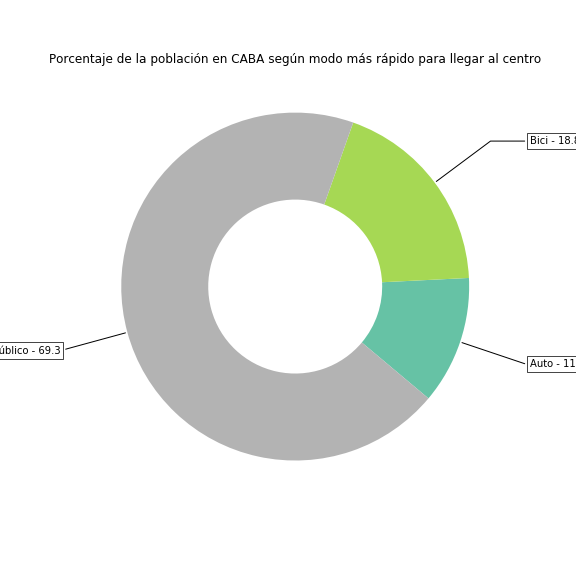 Porcentaje de la población en CABA según modo más rápido para llegar al centro
Bici - 18.8
úblico - 69.3
Auto - 11